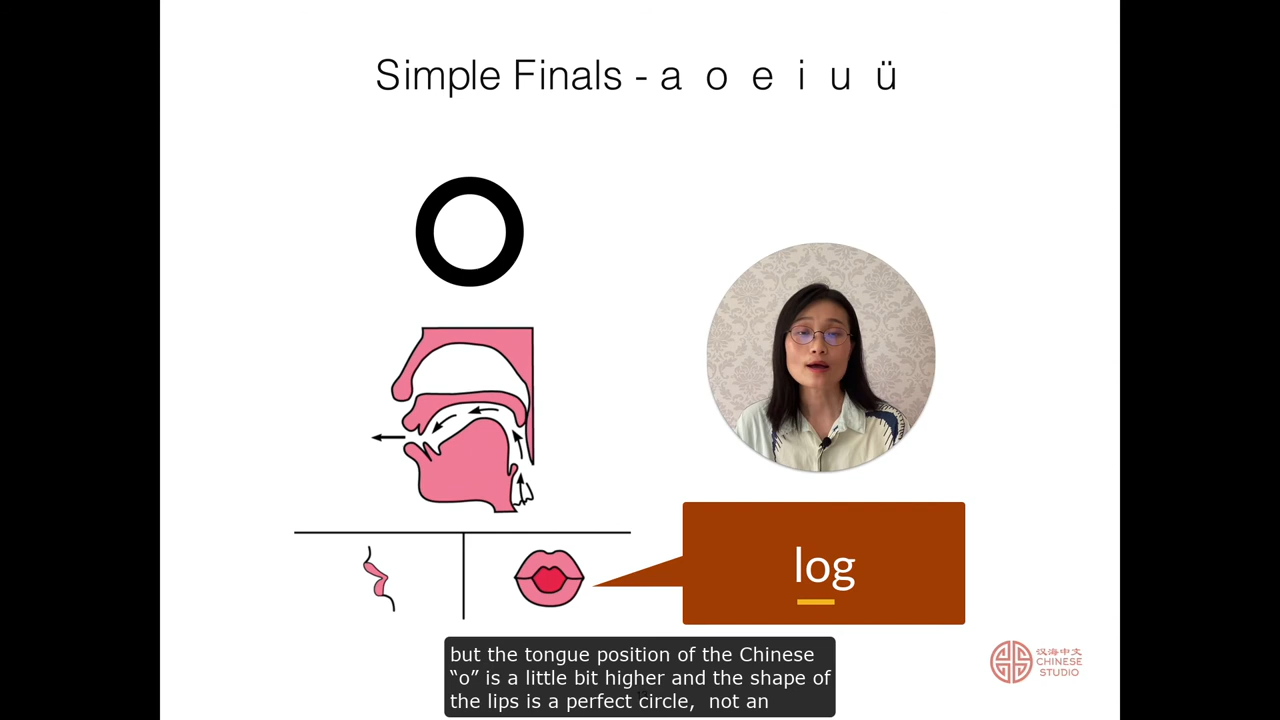 Simple Finals - a o e i u ü
o
log
but the tongue position of the Chinese
“o” is a little bit higher and the shape of
the lips is a perfect circle,  not an
汉海中文
CHINESE
STUDIO